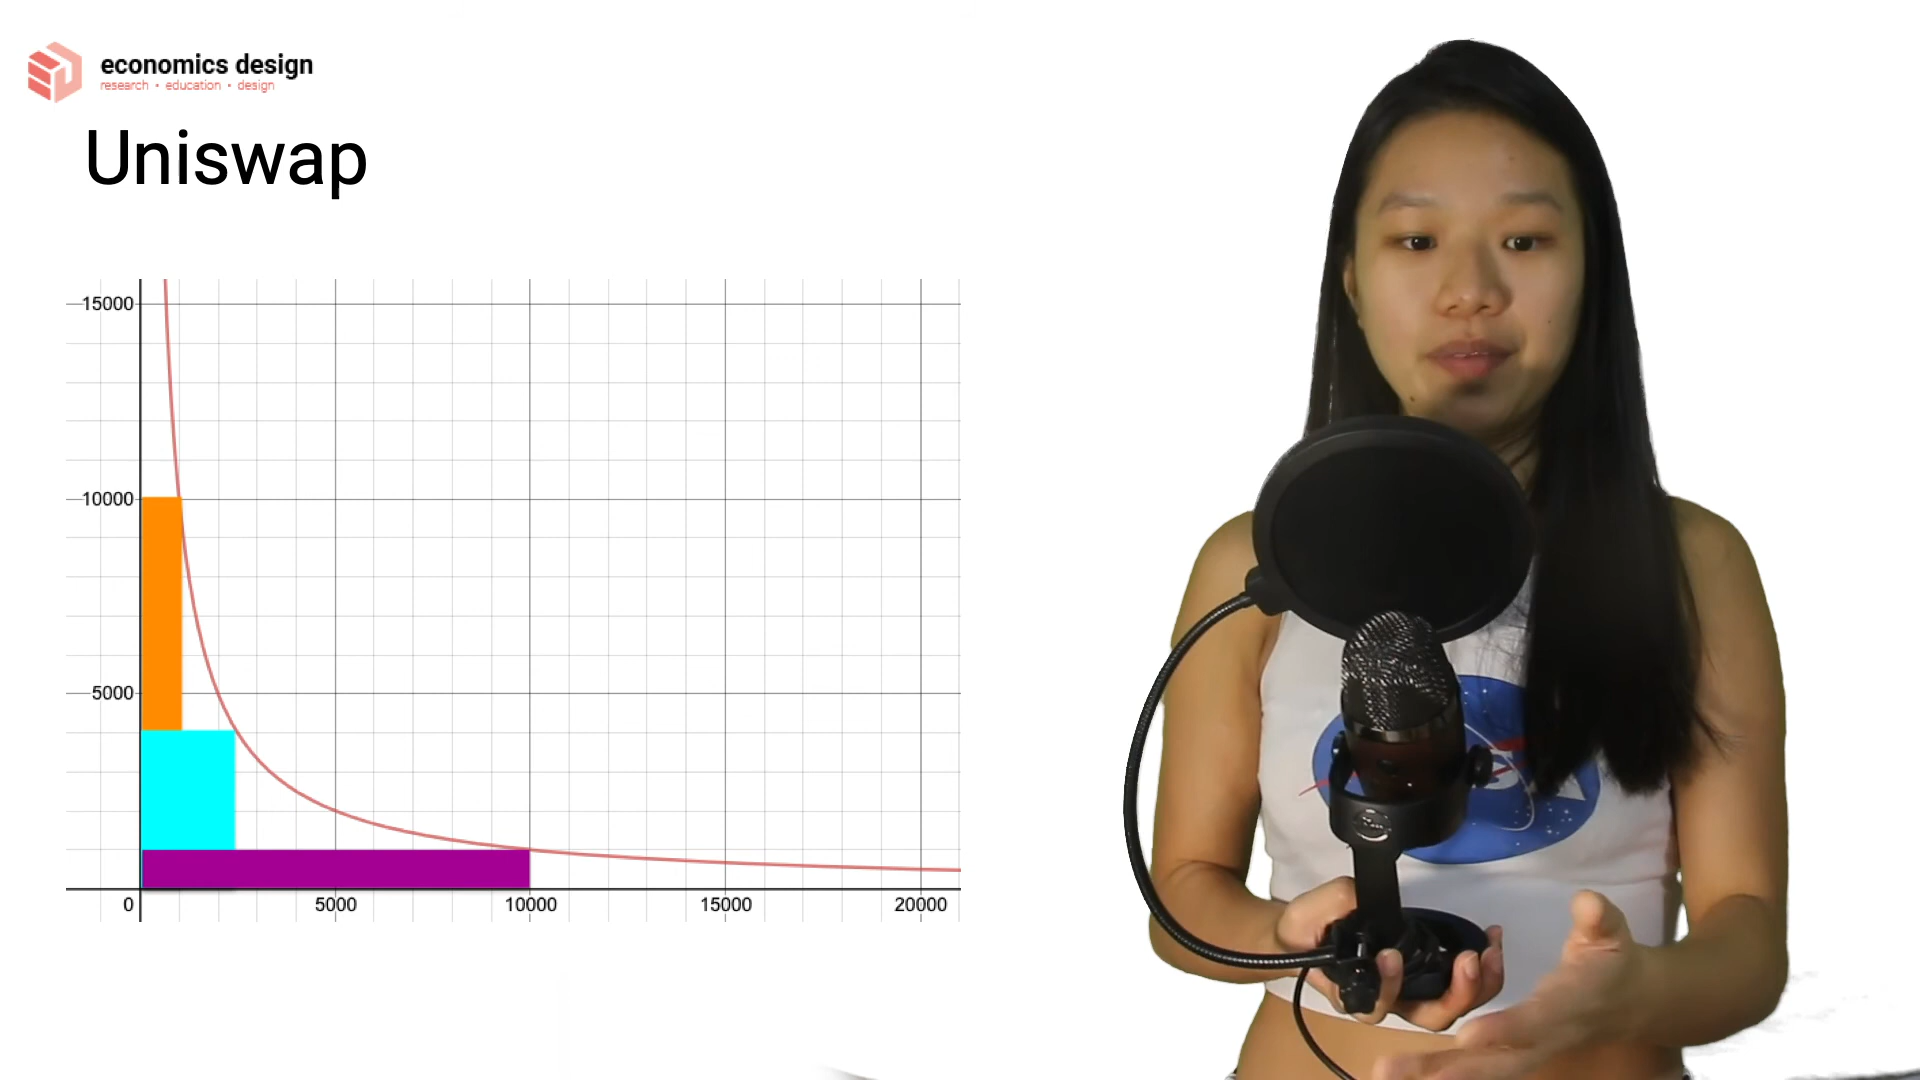 economics design
research • education • design
Uniswap
15000
10000
5000
0
5000
10000
15000
20000